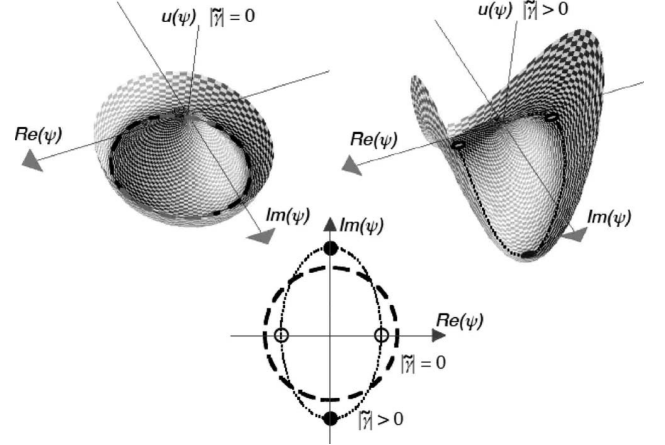 u(ψ) |γ̃| = 0
Re(ψ)
Im(ψ)
u(ψ) |γ̃| > 0
Re(ψ)
Im(ψ)
Im(ψ)
Re(ψ)
|γ̃| = 0
|γ̃| > 0